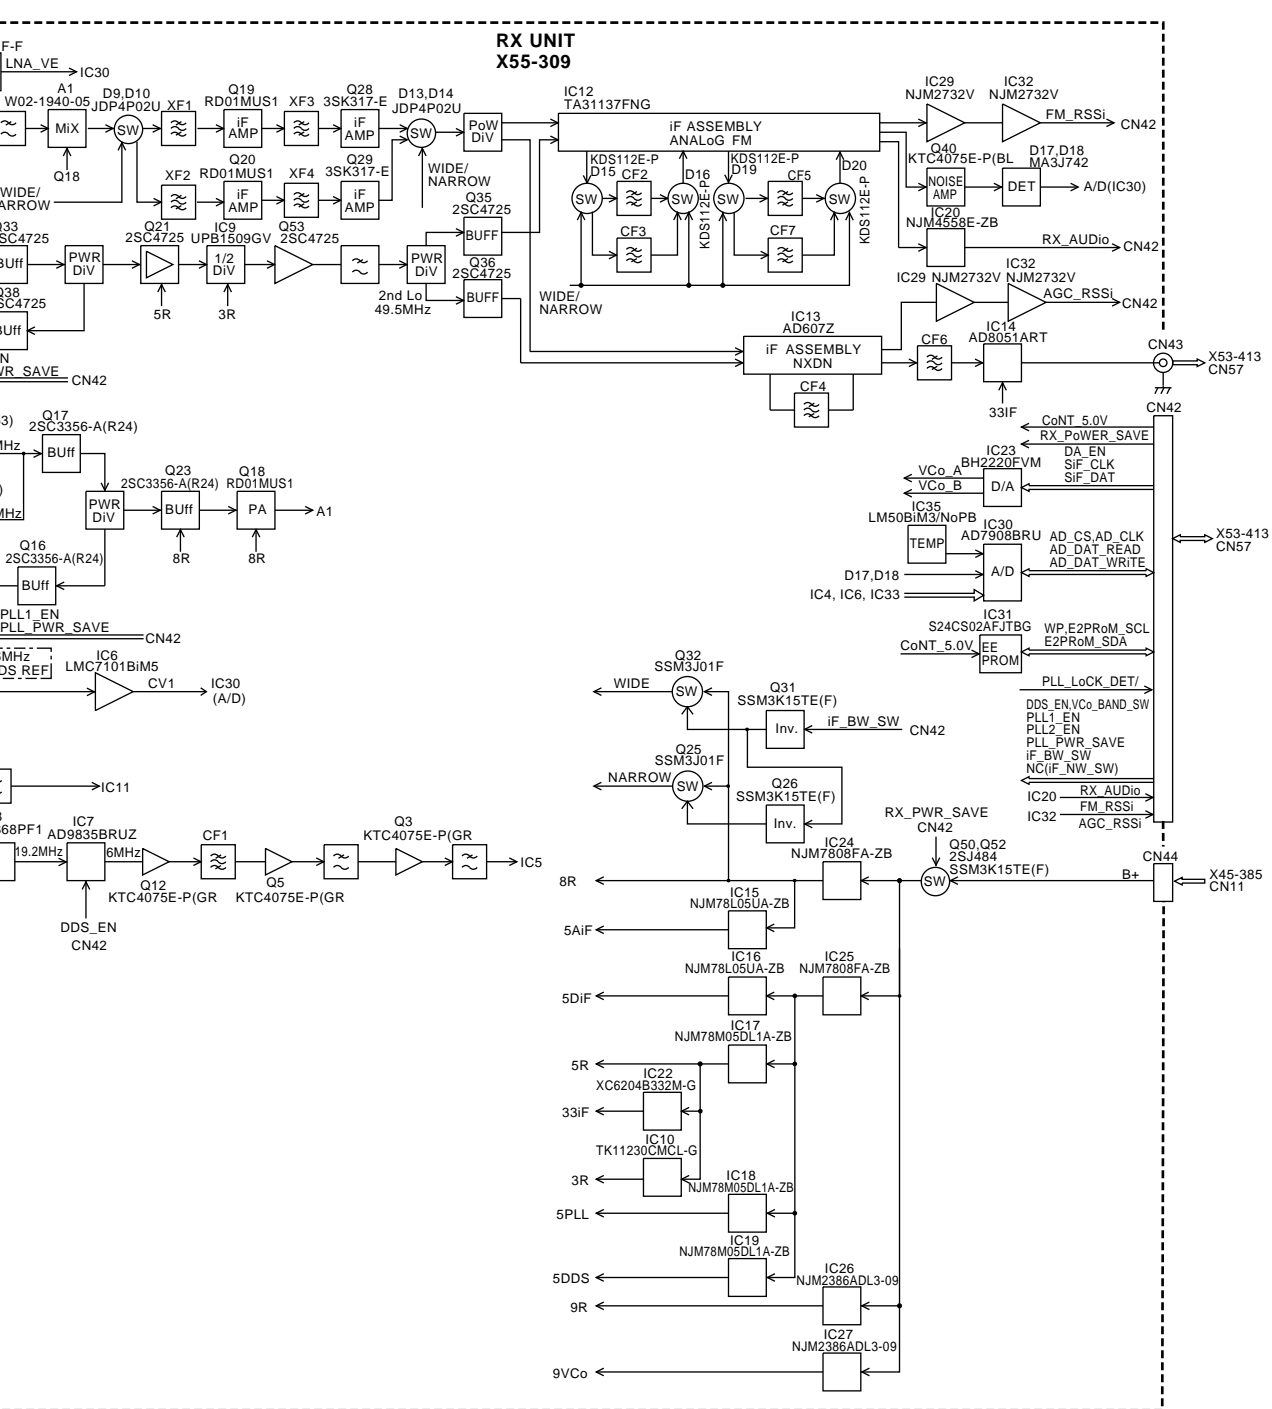 RX UNIT
X55-309
F-F
LNA_VE
IC30
A1
W02-1940-05
D9,D10
JDP4P02U
XF1
Q19
RD01MUS1
XF3
Q28
3SK317-E
D13,D14
JDP4P02U
IC12
TA31137FNG
IC29
NJM2732V
IC32
NJM2732V
MiX
SW
iF
AMP
iF
AMP
SW
PoW
DiV
iF ASSEMBLY
ANALoG FM
FM_RSSi
CN42
Q18
Q20
RD01MUS1
Q29
3SK317-E
WIDE/
NARROW
KDS112E-P
D15
CF2
D16
KDS112E-P
KDS112E-P
D19
CF5
D20
KDS112E-P
Q40
KTC4075E-P(BL
D17,D18
MA3J742
NOISE
AMP
DET
A/D(IC30)
WIDE/
ARROW
XF2
iF
AMP
XF4
iF
AMP
SW
SW
SW
SW
Q35
2SC4725
BUFF
IC20
NJM4558E-ZB
RX_AUDio
CN42
Q33
SC4725
BUff
PWR
DiV
Q21
2SC4725
IC9
UPB1509GV
1/2
DiV
Q53
2SC4725
PWR
DiV
CF3
CF7
Q36
2SC4725
BUFF
2nd Lo
49.5MHz
WIDE/
NARROW
IC29 NJM2732V
IC32
NJM2732V
AGC_RSSi
CN42
Q38
SC4725
BUff
5R
3R
IC13
AD607Z
iF ASSEMBLY
NXDN
CF4
CF6
IC14
AD8051ART
33IF
CN43
X53-413
CN57
N
WR_SAVE
CN42
CN42
3)
MHz
Q17
2SC3356-A(R24)
BUff
CoNT_5.0V
RX_PoWER_SAVE
IC23
BH2220FVM
D/A
DA_EN
SiF_CLK
SiF_DAT
VCo_A
VCo_B
)
MHz
PWR
DiV
Q23
2SC3356-A(R24)
BUff
Q18
RD01MUS1
PA
A1
8R
8R
IC35
LM50BiM3/NoPB
TEMP
IC30
AD7908BRU
A/D
AD_CS,AD_CLK
AD_DAT_READ
AD_DAT_WRiTE
X53-413
CN57
Q16
2SC3356-A(R24)
BUff
D17,D18
IC4, IC6, IC33
PLL1_EN
PLL_PWR_SAVE
CN42
IC31
S24CS02AFJTBG
CoNT_5.0V
EE
PROM
WP,E2PRoM_SCL
E2PRoM_SDA
MHz
DS REF
IC6
LMC7101BiM5
CV1
IC30
(A/D)
Q32
SSM3J01F
WIDE
SW
Q31
SSM3K15TE(F)
Inv.
iF_BW_SW
CN42
PLL_LoCK_DET/
DDS_EN,VCo_BAND_SW
PLL1_EN
PLL2_EN
PLL_PWR_SAVE
iF_BW_SW
NC(iF_NW_SW)
Q25
SSM3J01F
NARROW
SW
Q26
SSM3K15TE(F)
Inv.
IC11
IC20
RX_AUDio
FM_RSSi
IC32
AGC_RSSi
68PF1
19.2MHz
IC7
AD9835BRUZ
6MHz
CF1
Q3
KTC4075E-P(GR
IC5
Q12
KTC4075E-P(GR
Q5
KTC4075E-P(GR
DDS_EN
CN42
RX_PWR_SAVE
CN42
Q50,Q52
2SJ484
SSM3K15TE(F)
SW
B+
CN44
X45-385
CN11
IC24
NJM7808FA-ZB
8R
IC15
NJM78L05UA-ZB
5AiF
IC16
NJM78L05UA-ZB
IC25
NJM7808FA-ZB
5DiF
IC17
NJM78M05DL1A-ZB
5R
IC22
XC6204B332M-G
33iF
IC10
TK11230CMCL-G
3R
IC18
NJM78M05DL1A-ZB
5PLL
IC19
NJM78M05DL1A-ZB
5DDS
IC26
NJM2386ADL3-09
9R
IC27
NJM2386ADL3-09
9VCo